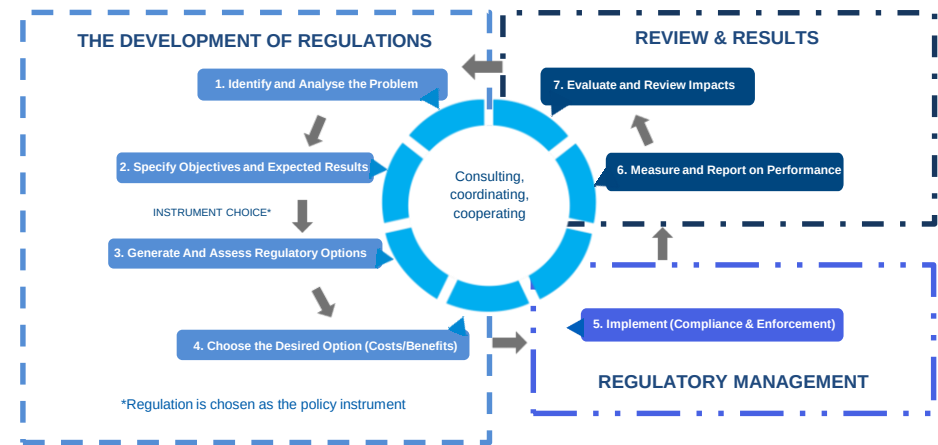 THE DEVELOPMENT OF REGULATIONS
1. Identify and Analyse the Problem
2. Specify Objectives and Expected Results
INSTRUMENT CHOICE*
3. Generate And Assess Regulatory Options
4. Choose the Desired Option (Costs/Benefits)
*Regulation is chosen as the policy instrument
Consulting,
coordinating,
cooperating
REVIEW & RESULTS
7. Evaluate and Review Impacts
6. Measure and Report on Performance
5. Implement (Compliance & Enforcement)
REGULATORY MANAGEMENT